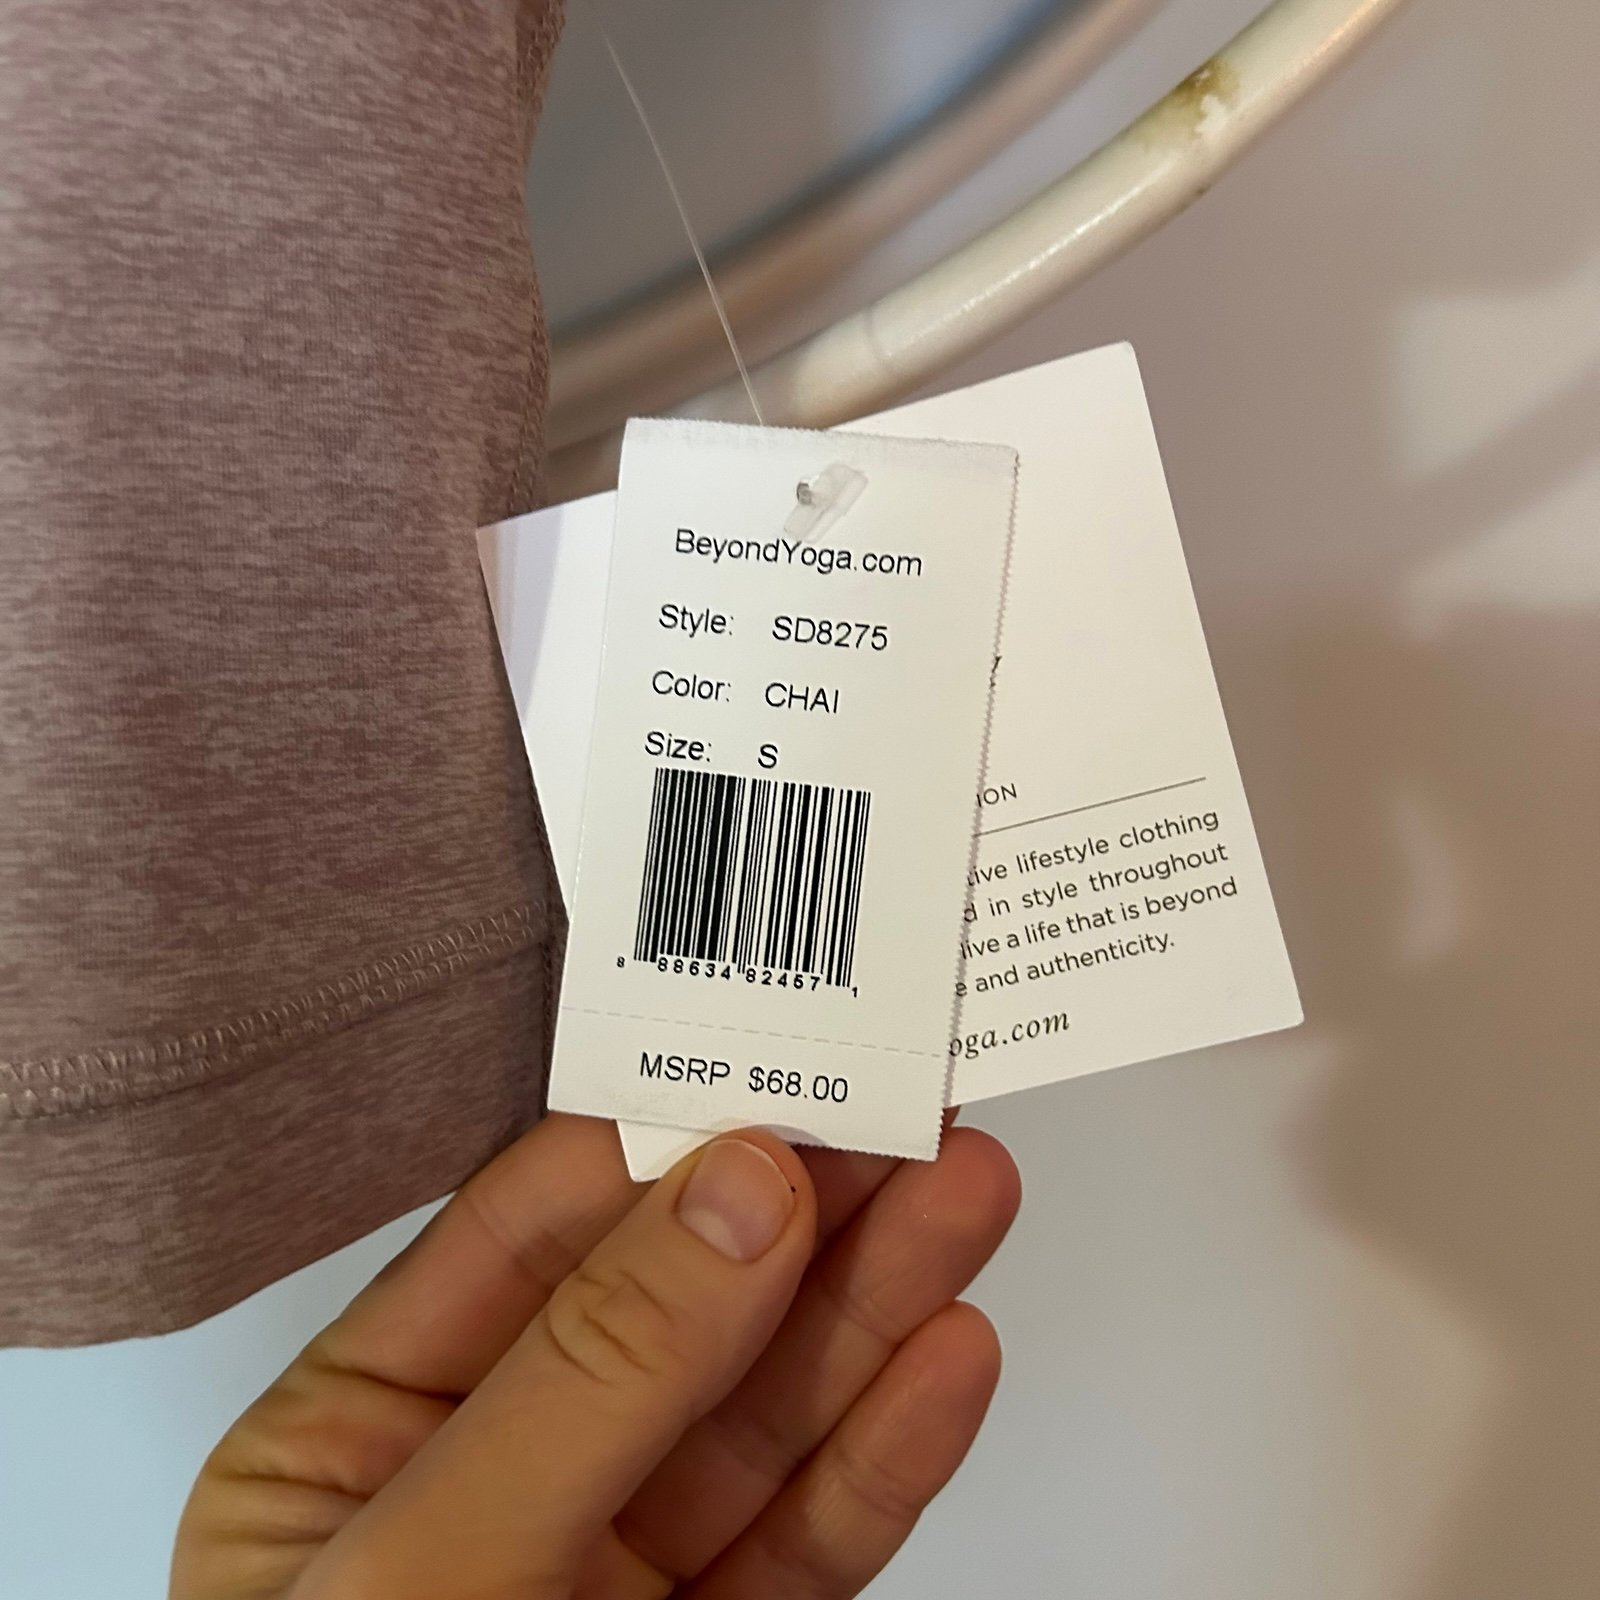 BeyondYoga.com
Style: SD8275
Color: CHAI
Size: S
8 88634 82457 1
MSRP $68.00
lifestyle clothing
in style throughout
live a life that is beyond
and authenticity.